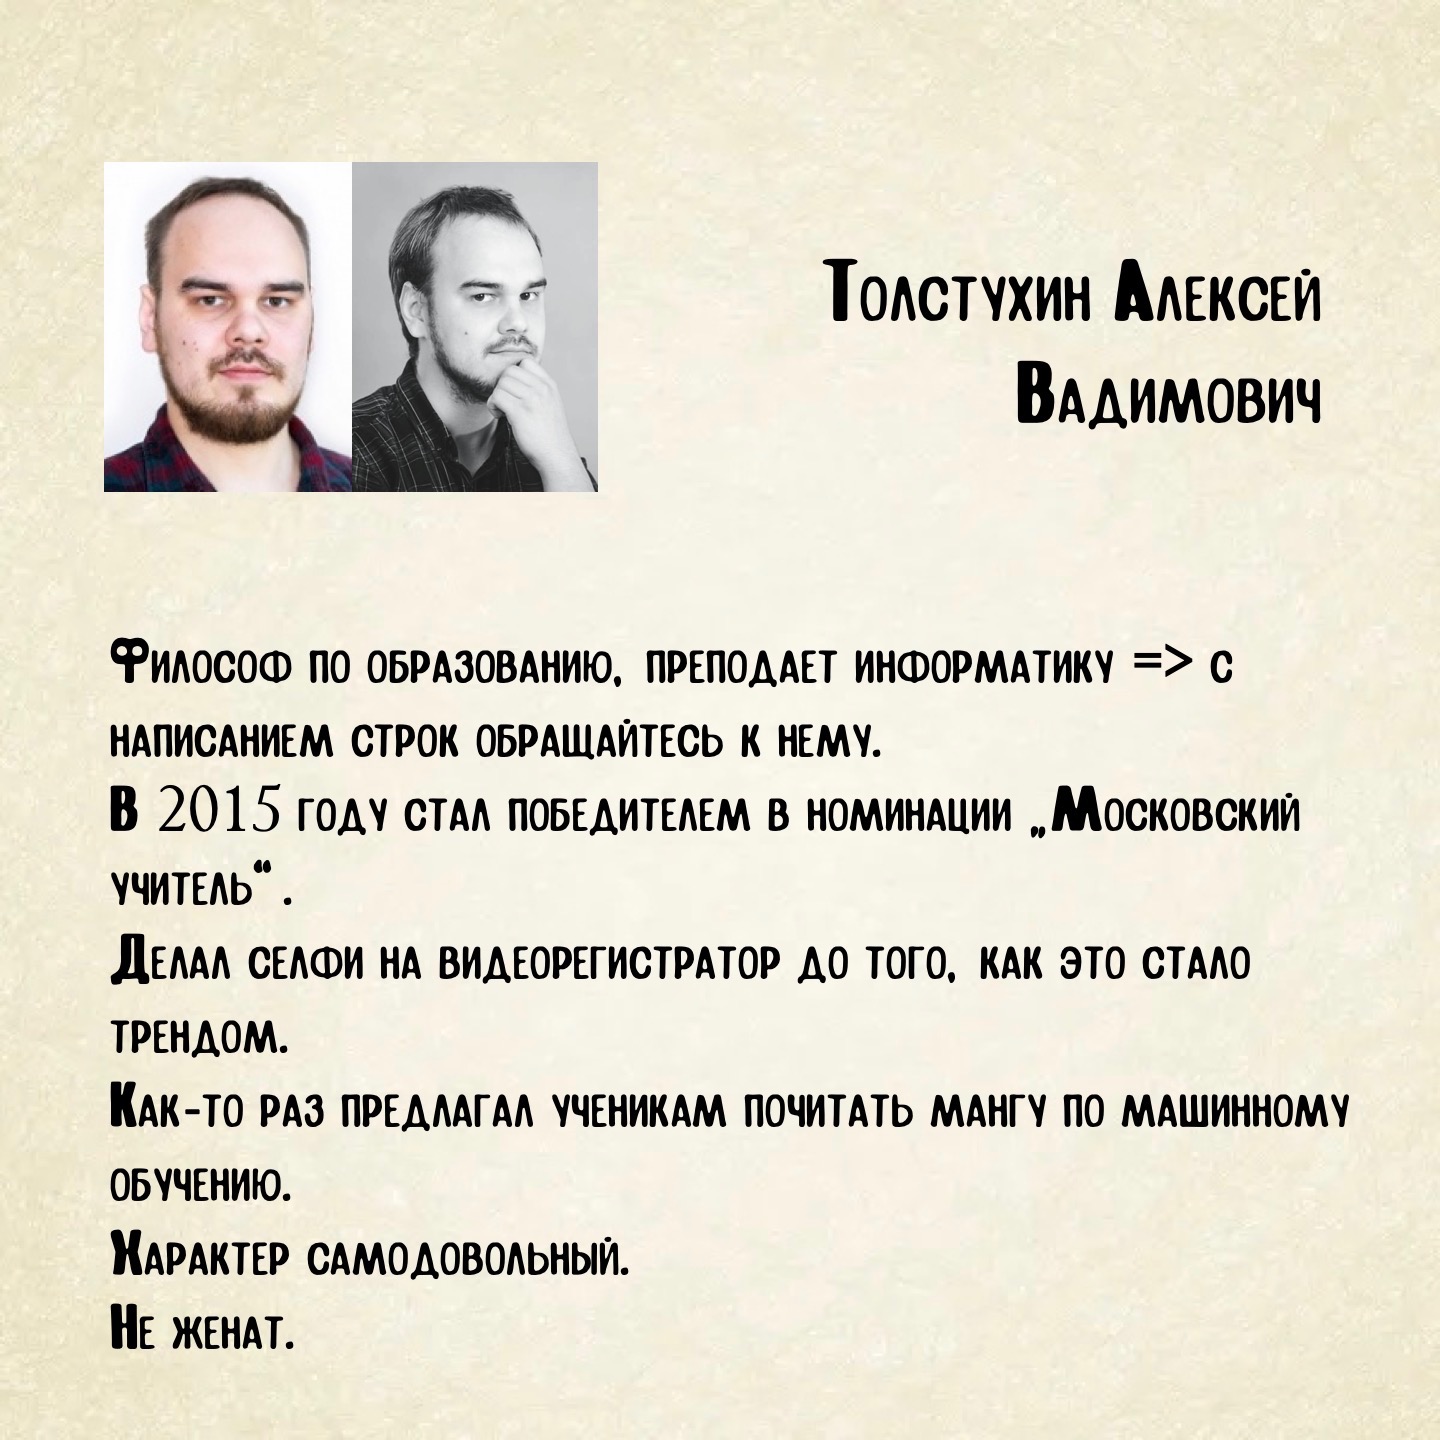 Толстухин Алексей
Вадимович
Философ по образованию, преподает информатику => с
написанием строк обращайтесь к нему.
В 2015 году стал победителем в номинации „Московский
учитель“ .
Делал селфи на видеорегистратор до того, как это стало
трендом.
Как-то раз предлагал ученикам почитать мангу по машинному
обучению.
Характер самодовольный.
Не женат.